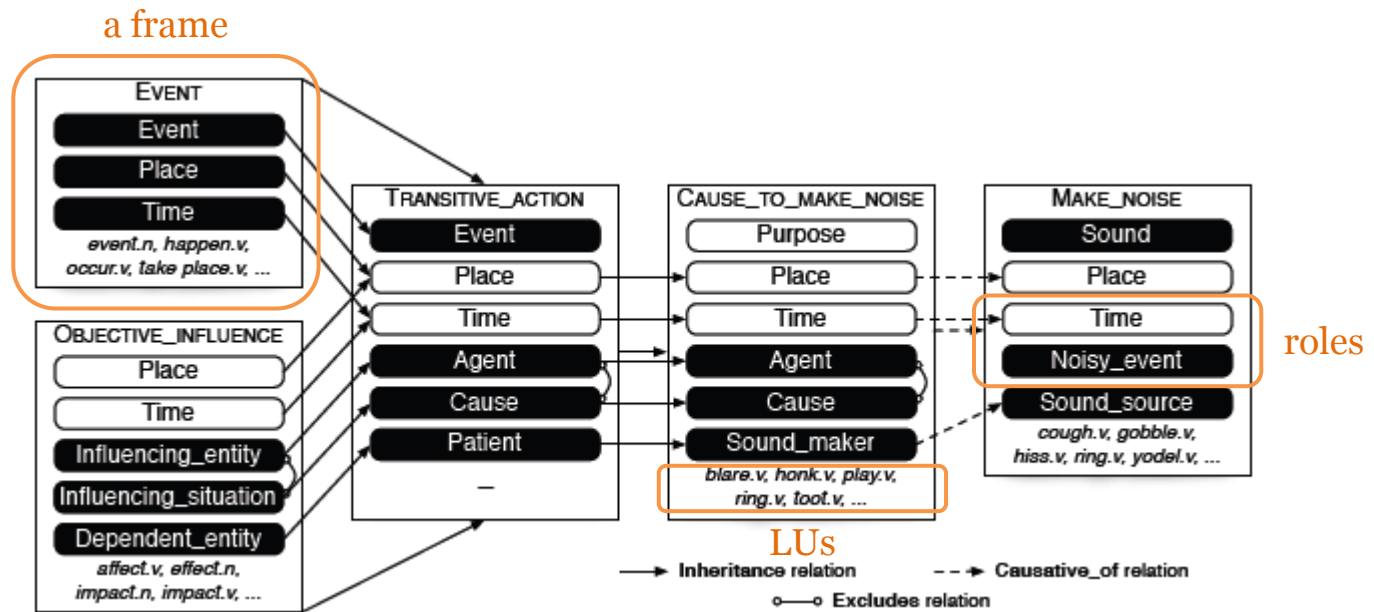 a frame
EVENT
Event
Place
Time
event.n, happen.v,
occur.v, take place.v, ...
OBJECTIVE_INFLUENCE
Place
Time
Influencing_entity
Influencing_situation
Dependent_entity
affect.v, effect.n,
impact.n, impact.v, ...
TRANSITIVE_ACTION
Event
Place
Time
Agent
Cause
Patient
–
CAUSE_TO_MAKE_NOISE
Purpose
Place
Time
Agent
Cause
Sound_maker
blare.v, honk.v, play.v,
ring.v, toot.v, ...
LUs
MAKE_NOISE
Sound
Place
Time
Noisy_event
Sound_source
cough.v, gobble.v,
hiss.v, ring.v, yodel.v, ...
roles
Inheritance relation
Causative_of relation
Excludes relation